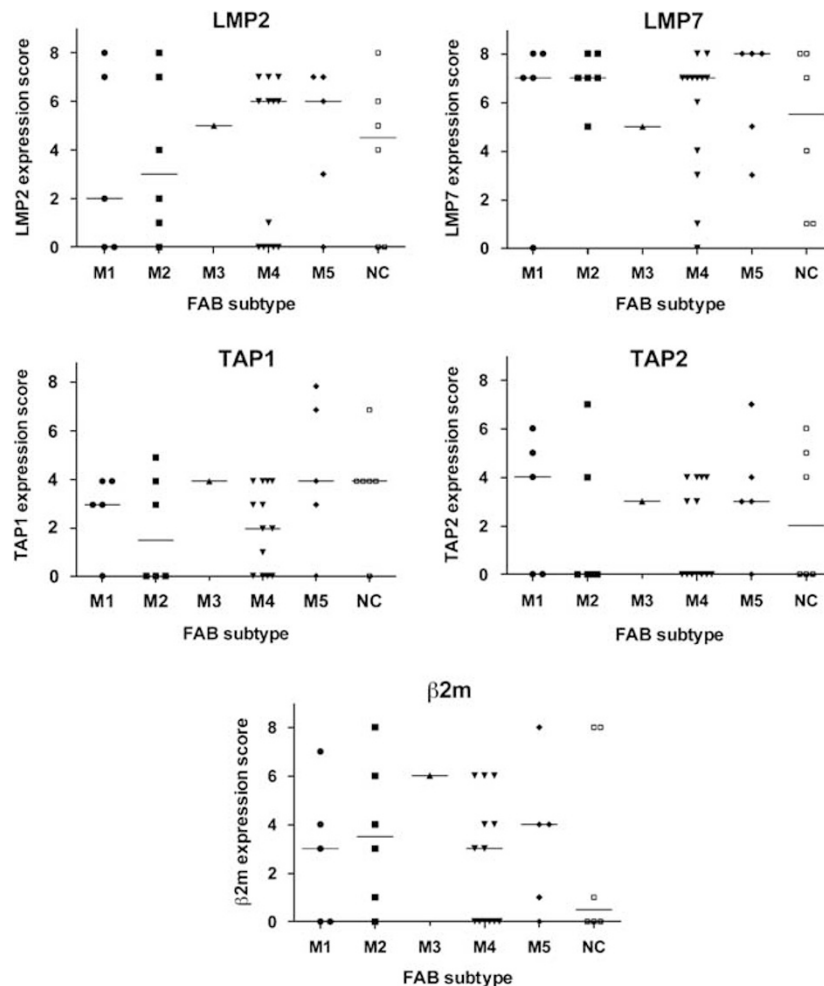 LMP2
LMP2 expression score
8
6
4
2
0
M1 M2 M3 M4 M5 NC
FAB subtype
LMP7
LMP7 expression score
8
6
4
2
0
M1 M2 M3 M4 M5 NC
FAB subtype
TAP1
TAP1 expression score
8
6
4
2
0
M1 M2 M3 M4 M5 NC
FAB subtype
TAP2
TAP2 expression score
8
6
4
2
0
M1 M2 M3 M4 M5 NC
FAB subtype
β2m
β2m expression score
8
6
4
2
0
M1 M2 M3 M4 M5 NC
FAB subtype